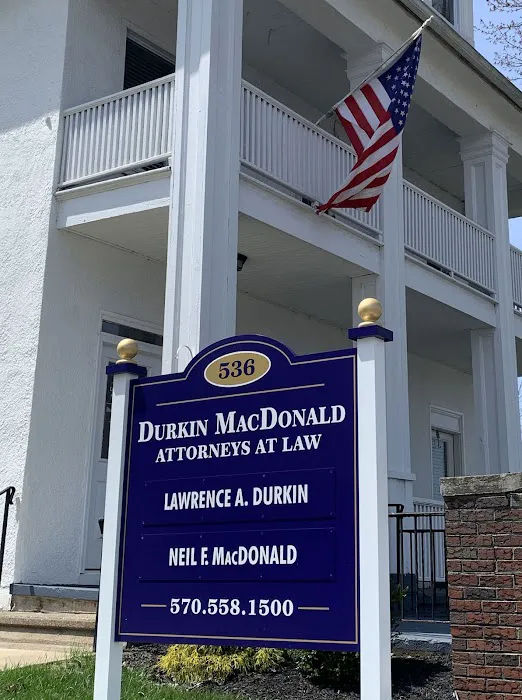 536
DURKIN MACDONALD
ATTORNEYS AT LAW
LAWRENCE A. DURKIN
NEIL F. MacDONALD
570.558.1500